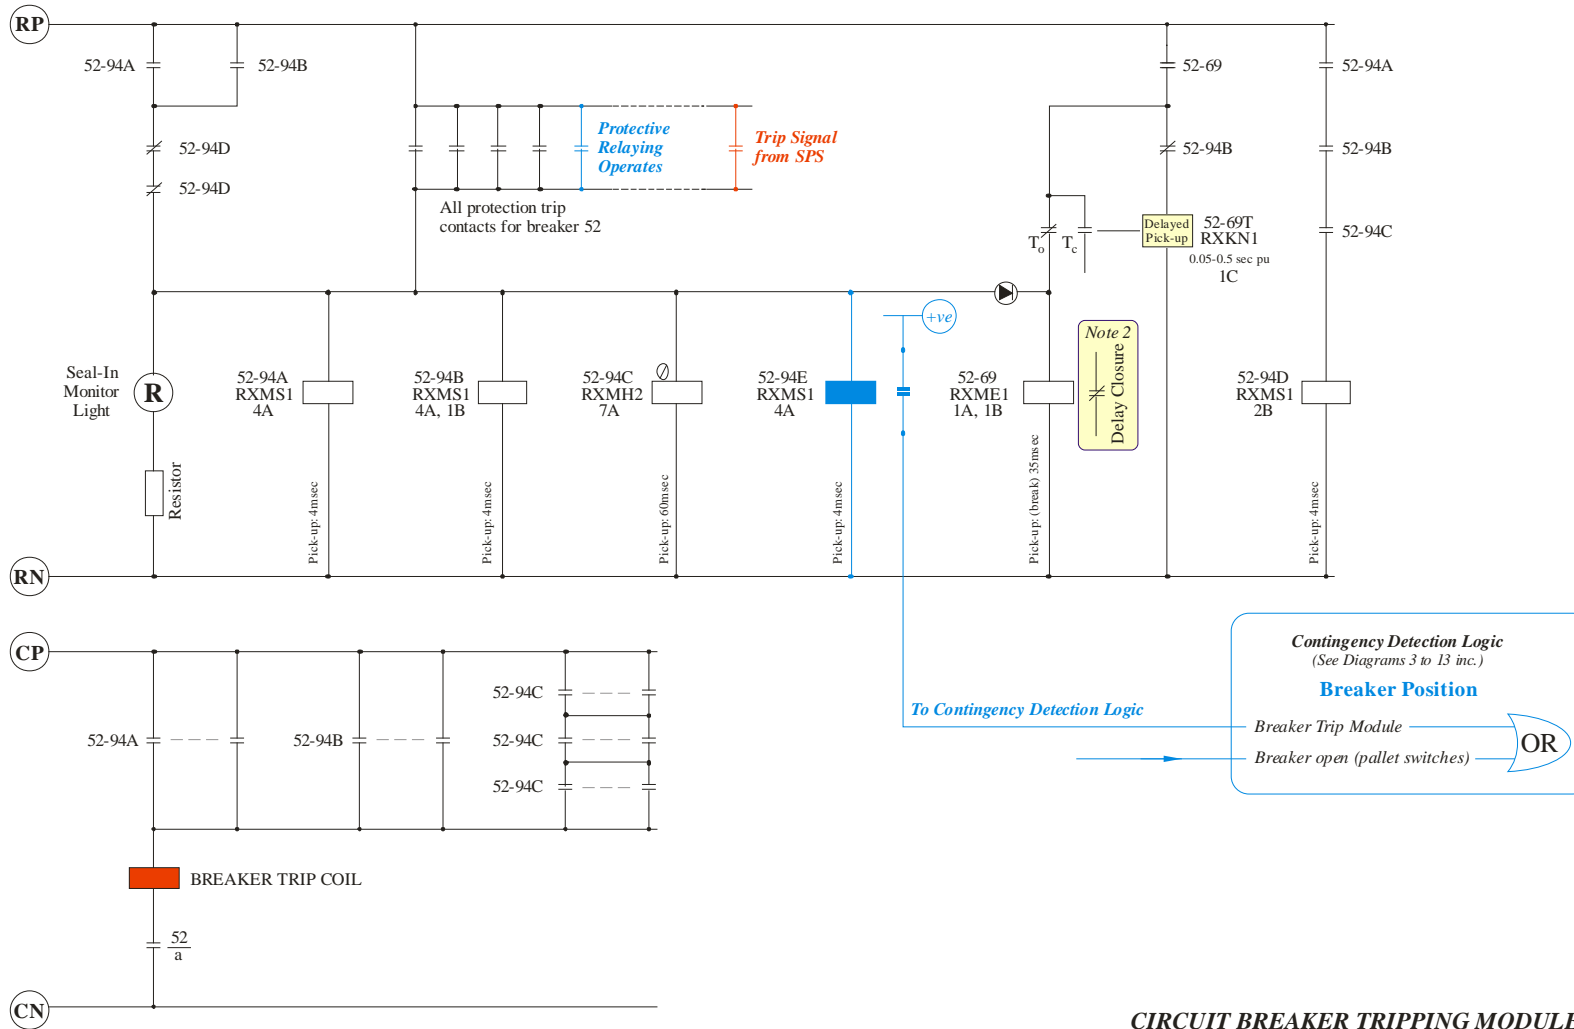 RP
52-94A
52-94B
52-94D
52-94D
Protective
Relaying
Operates
Trip Signal
from SPS
All protection trip
contacts for breaker 52
52-69
52-94B
To
Tc
Delayed
Pick-up
52-69T
RXKN1
0.05-0.5 sec pu
1C
52-94A
52-94B
52-94C
Seal-In
Monitor
Light
R
Resistor
52-94A
RXMS1
4A
Pick-up: 4msec
52-94B
RXMS1
4A, 1B
Pick-up: 4msec
52-94C
RXMH2
7A
Pick-up: 60msec
52-94E
RXMS1
4A
Pick-up: 4msec
+ve
52-69
RXME1
1A, 1B
Pick-up: (break) 35msec
Note 2
Delay Closure
52-94D
RXMS1
2B
Pick-up: 4msec
RN
CP
52-94A
52-94B
52-94C
52-94C
52-94C
BREAKER TRIP COIL
52
a
CN
To Contingency Detection Logic
Contingency Detection Logic
(See Diagrams 3 to 13 inc.)
Breaker Position
Breaker Trip Module
Breaker open (pallet switches)
OR
CIRCUIT BREAKER TRIPPING MODULE